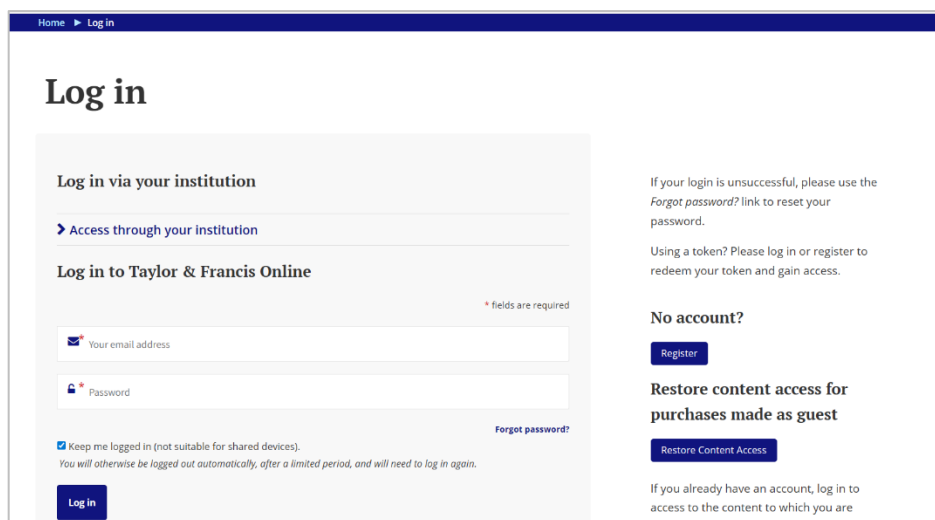 Home ▶ Log in
Log in
Log in via your institution
Access through your institution
Log in to Taylor & Francis Online
* fields are required
* Your email address
* Password
Forgot password?
Keep me logged in (not suitable for shared devices).
You will otherwise be logged out automatically, after a limited period, and will need to log in again.
Log in
If your login is unsuccessful, please use the
Forgot password? link to reset your
password.
Using a token? Please log in or register to
redeem your token and gain access.
No account?
Register
Restore content access for
purchases made as guest
Restore Content Access
If you already have an account, log in to
access to the content to which you are